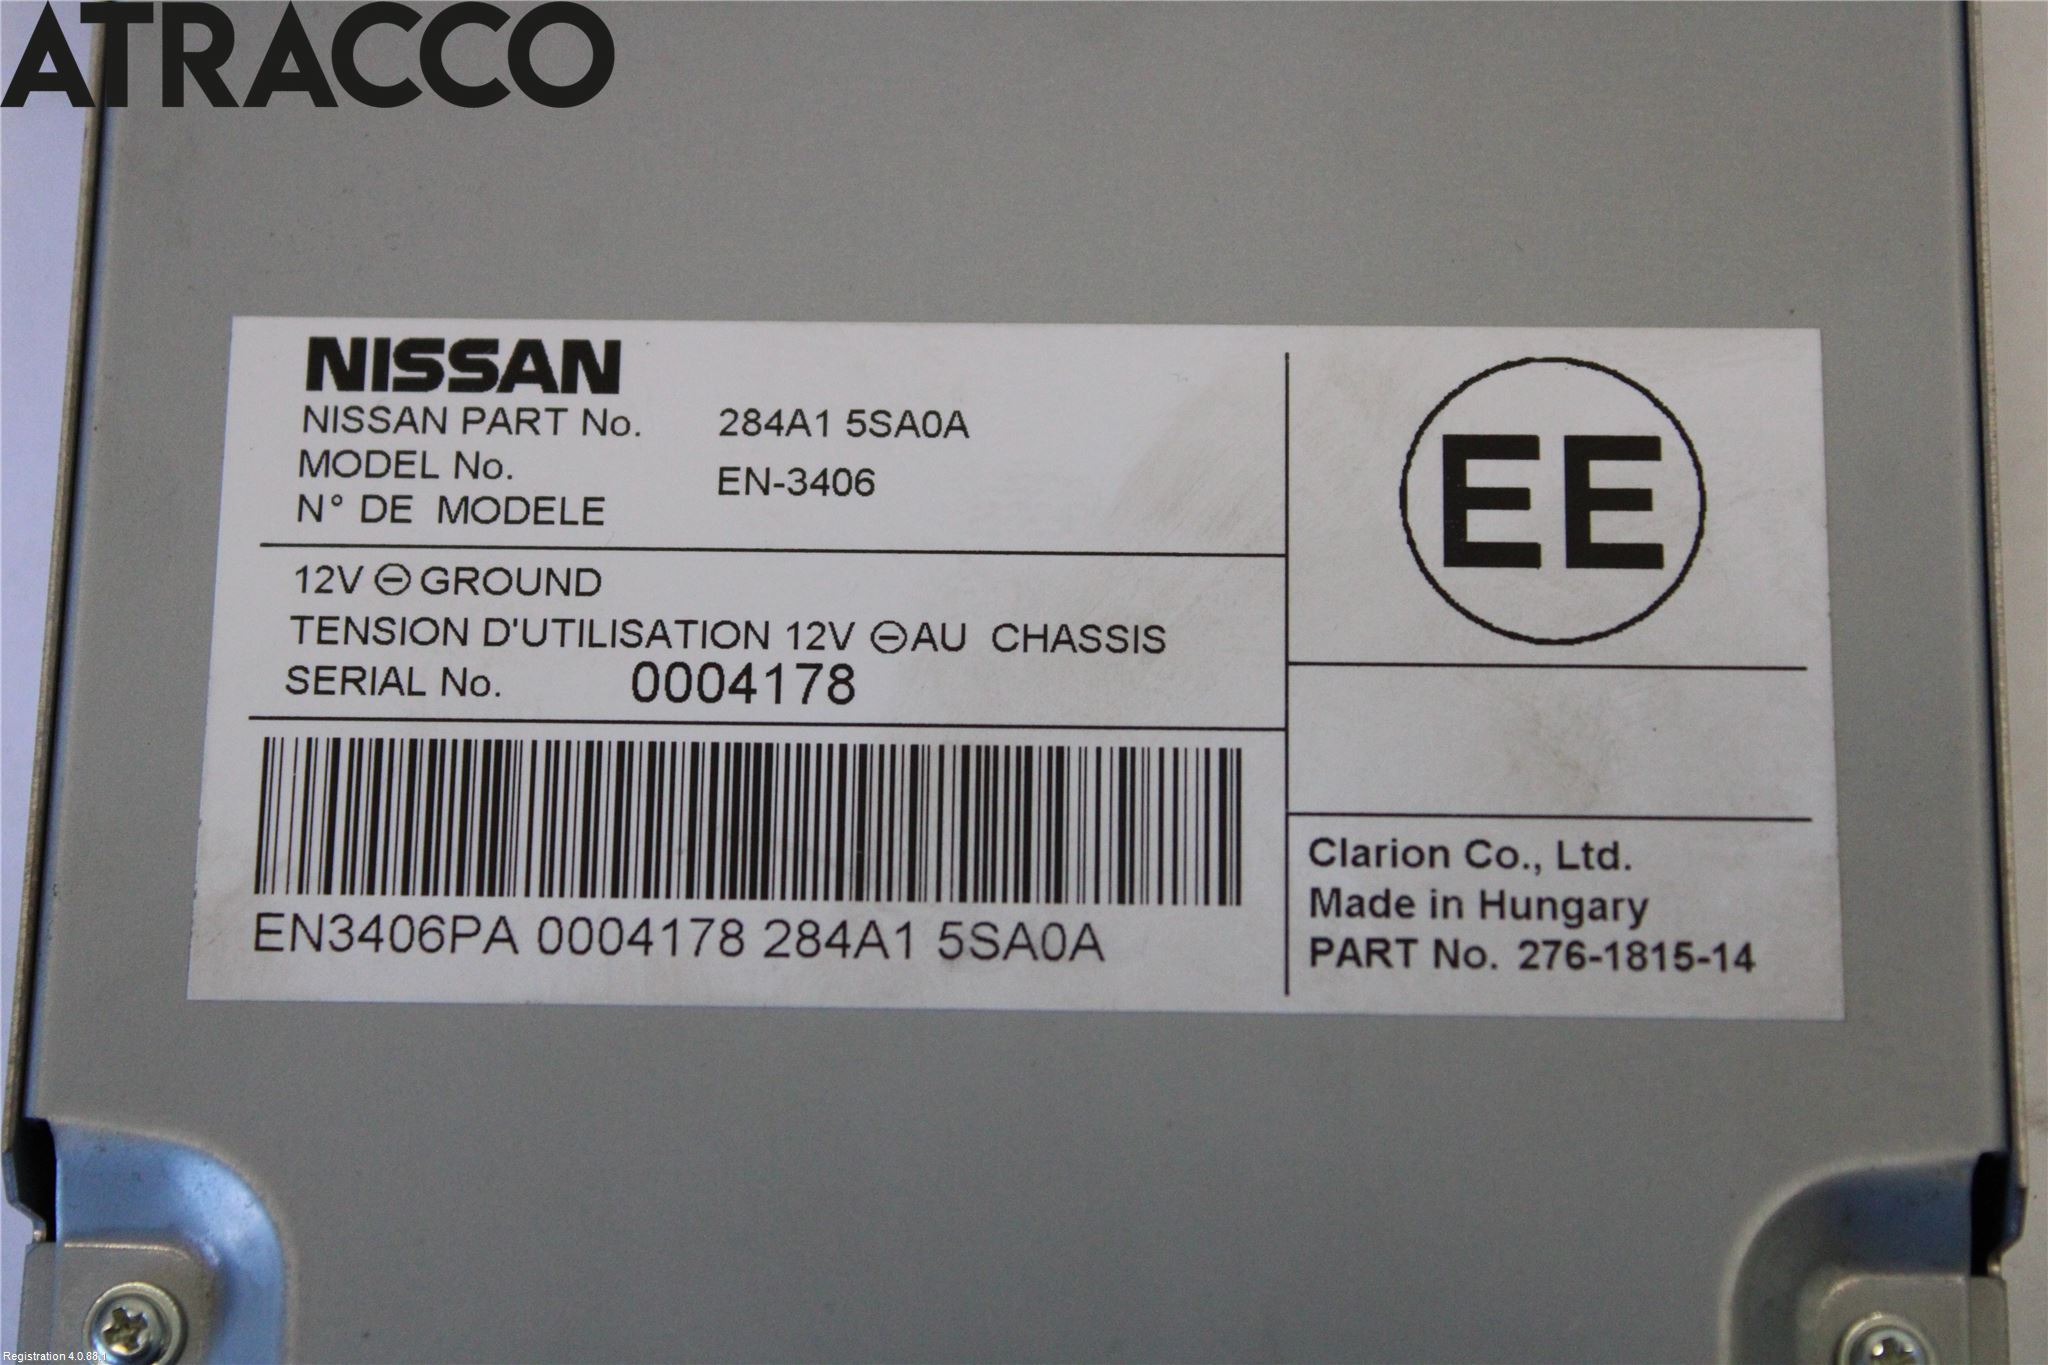 ATRACCO
NISSAN
NISSAN PART No. 284A1 5SA0A
MODEL No. EN-3406
N° DE MODELE
12V ⊖ GROUND
TENSION D'UTILISATION 12V ⊖ AU CHASSIS
SERIAL No. 0004178
EN3406PA 0004178 284A1 5SA0A
EE
Clarion Co., Ltd.
Made in Hungary
PART No. 276-1815-14
Registration 4.0.88.1